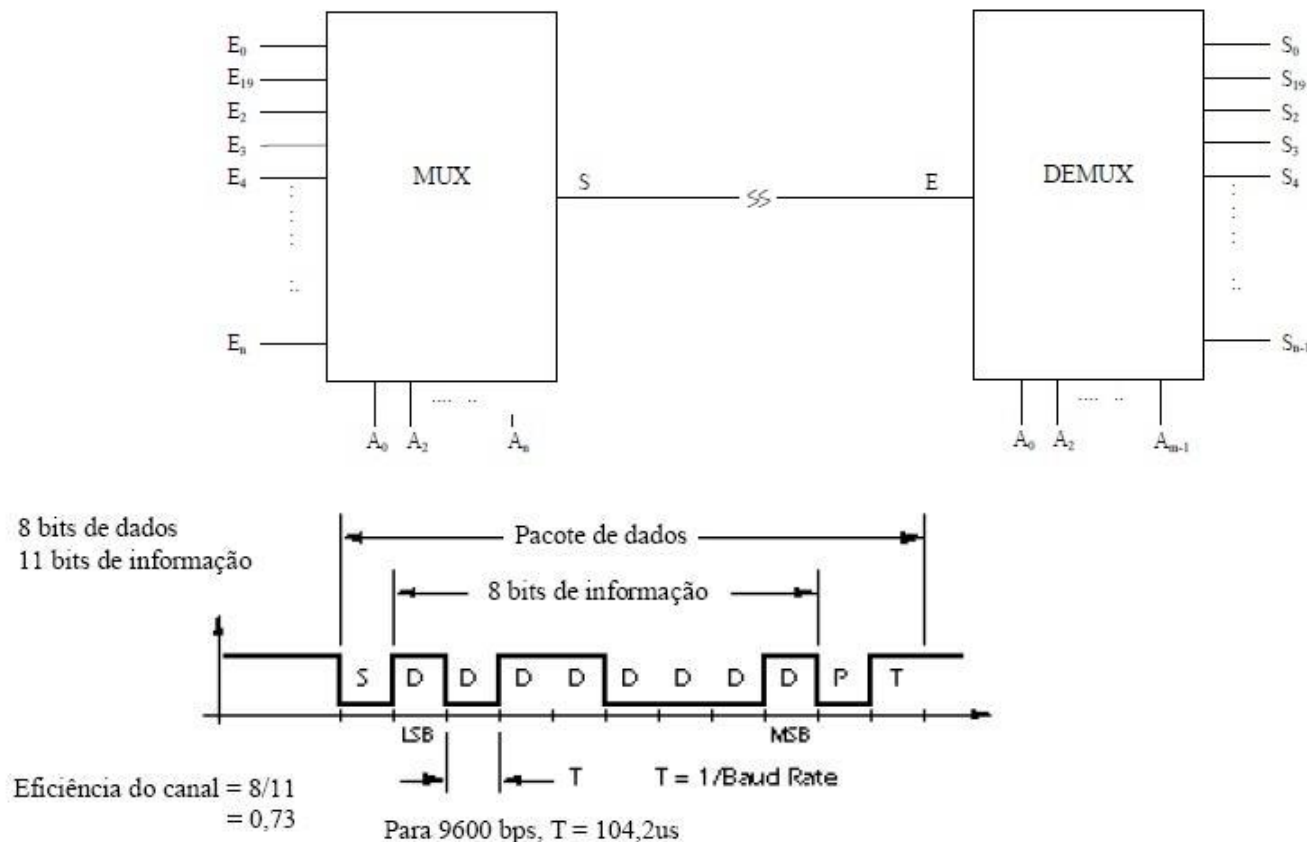 E₀
E₁₉
E₂
E₃
E₄
Eₙ
MUX
S
A₀ A₂ Aₙ
E
DEMUX
S₀
S₁₉
S₂
S₃
S₄
Sₙ₋₁
A₀ A₂ Aₘ₋₁
8 bits de dados
11 bits de informação
Pacote de dados
8 bits de informação
S D D D D D D D D P T
LSB MSB
T T = 1/Baud Rate
Eficiência do canal = 8/11
= 0,73
Para 9600 bps, T = 104,2us